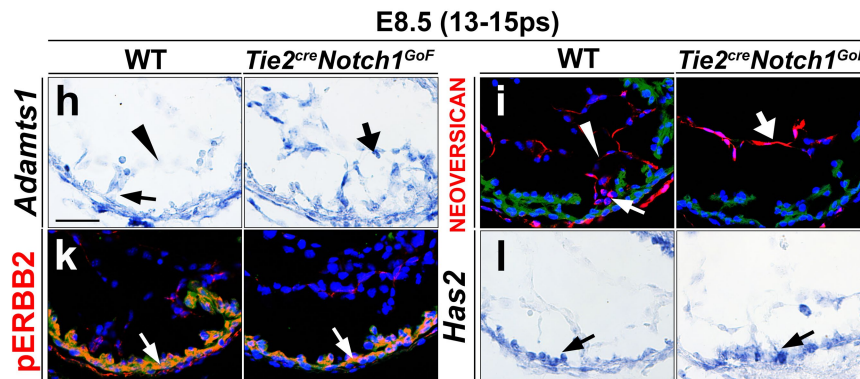 E8.5 (13-15ps)
WT Tie2creNotch1GoF WT Tie2creNotch1GoF
Adamts1 h NEOVERSICAN i
pERBB2 k Has2 l